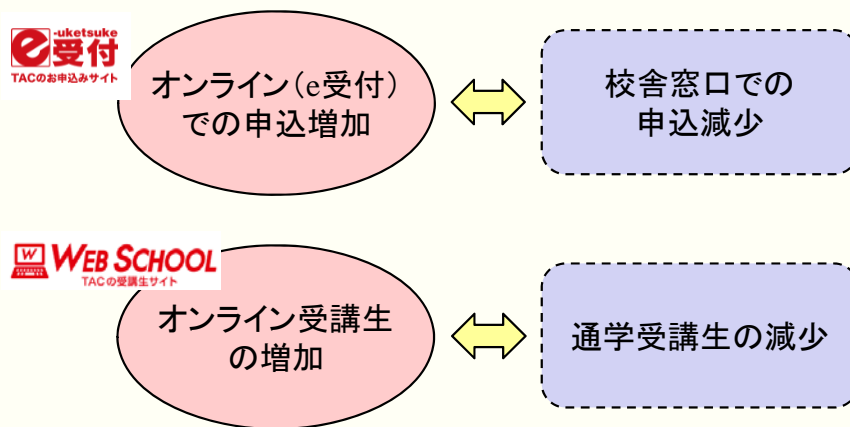 -uketsuke
e受付
TACのお申込みサイト
オンライン(e受付)
での申込増加
校舎窓口での
申込減少
W WEB SCHOOL
TACの受講生サイト
オンライン受講生
の増加
通学受講生の減少